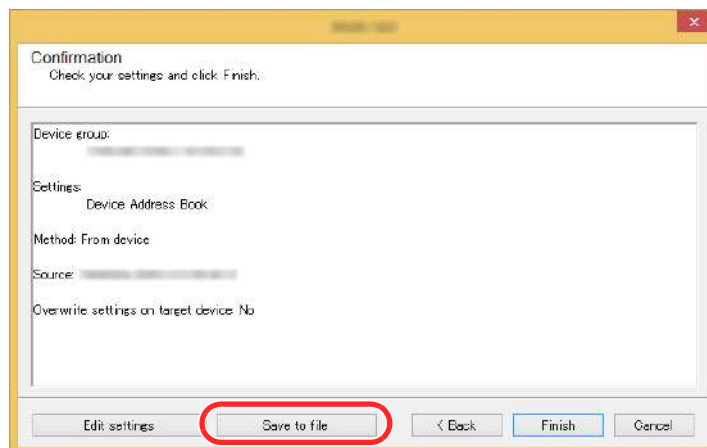 Confirmation
Check your settings and click Finish.
Device group:
Settings:
Device Address Book
Method: From device
Source:
Overwrite settings on target device: No
Edit settings
Save to file
< Back
Finish
Cancel